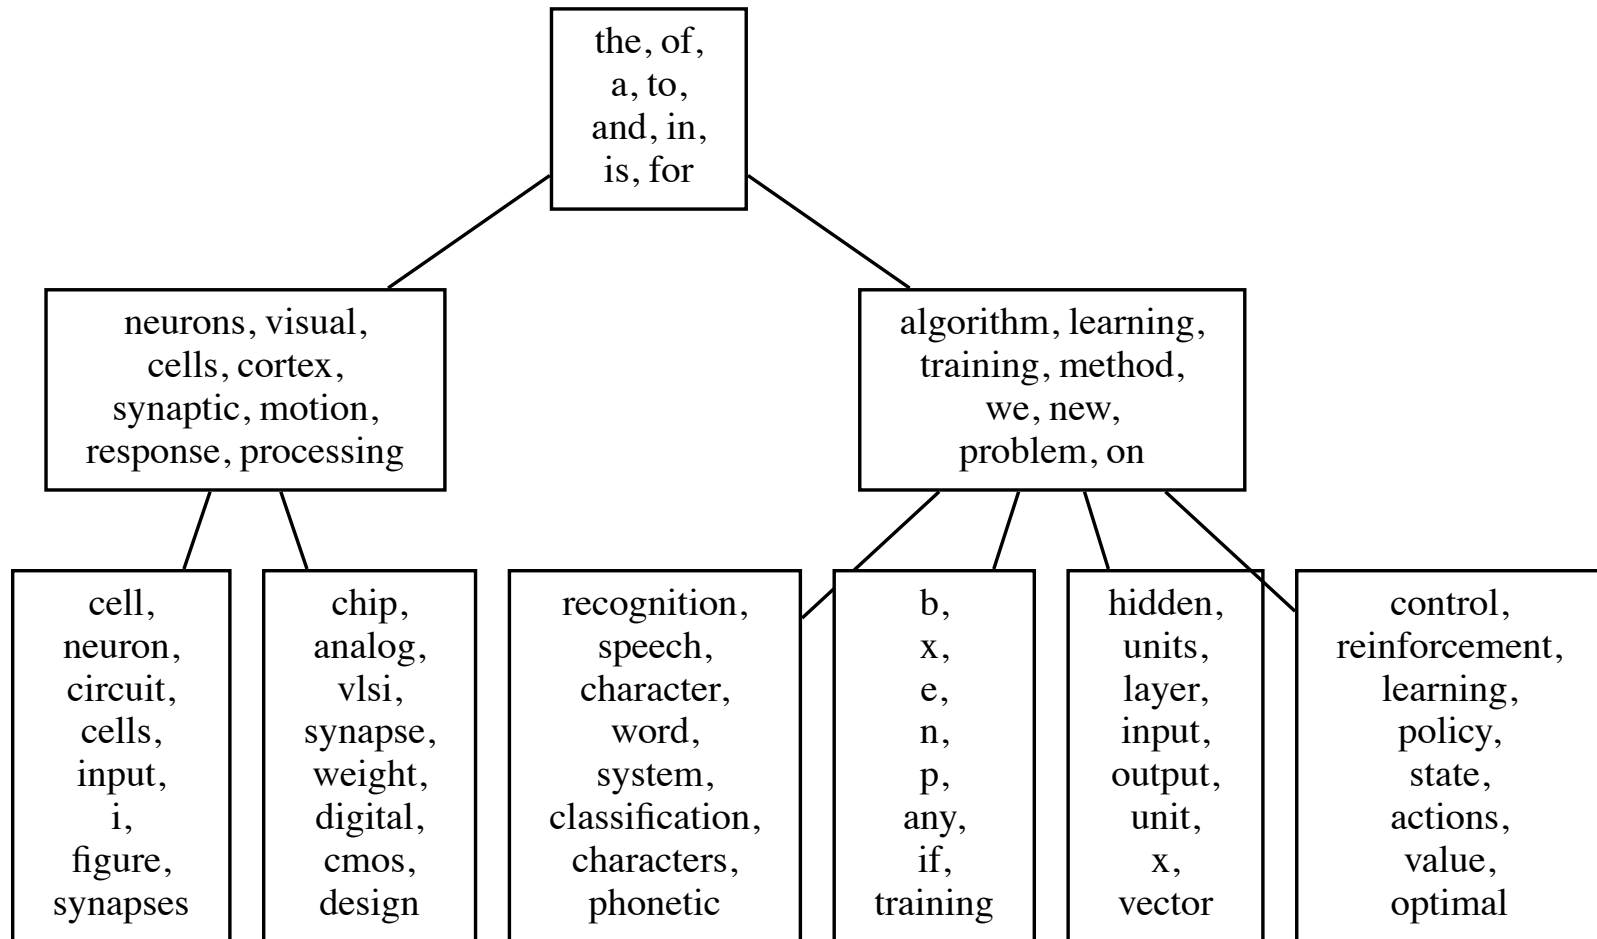 the, of,
a, to,
and, in,
is, for
neurons, visual,
cells, cortex,
synaptic, motion,
response, processing
algorithm, learning,
training, method,
we, new,
problem, on
cell,
neuron,
circuit,
cells,
input,
i,
figure,
synapses
chip,
analog,
vlsi,
synapse,
weight,
digital,
cmos,
design
recognition,
speech,
character,
word,
system,
classification,
characters,
phonetic
b,
x,
e,
n,
p,
any,
if,
training
hidden,
units,
layer,
input,
output,
unit,
x,
vector
control,
reinforcement,
learning,
policy,
state,
actions,
value,
optimal